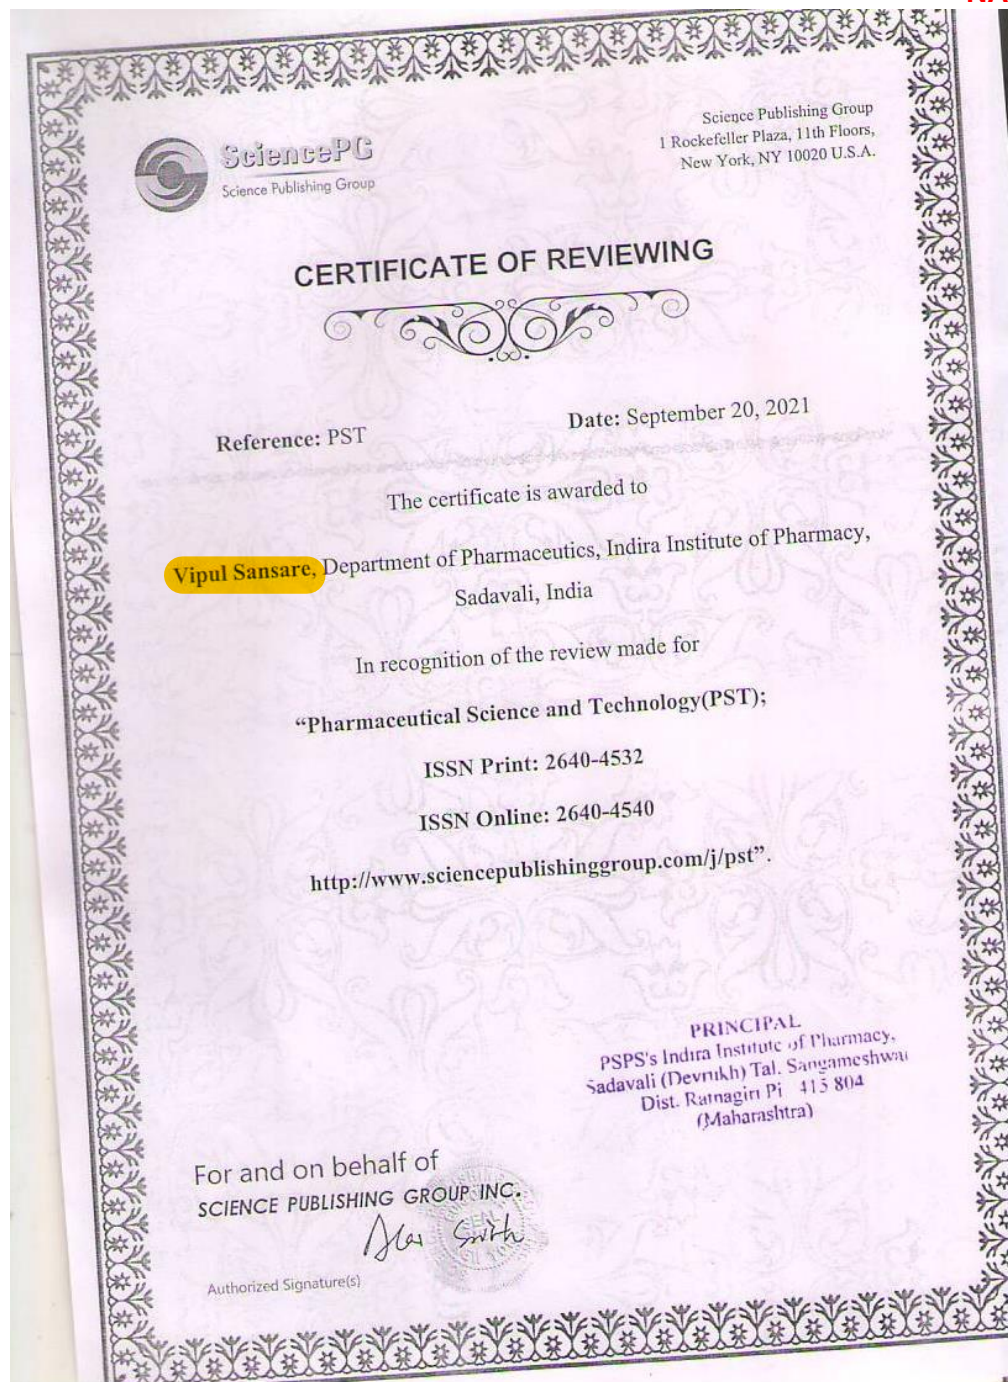 SciencePG
Science Publishing Group
Science Publishing Group
1 Rockefeller Plaza, 11th Floors,
New York, NY 10020 U.S.A.
CERTIFICATE OF REVIEWING
Reference: PST
Date: September 20, 2021
The certificate is awarded to
Vipul Sansare, Department of Pharmaceutics, Indira Institute of Pharmacy,
Sadavali, India
In recognition of the review made for
“Pharmaceutical Science and Technology(PST);
ISSN Print: 2640-4532
ISSN Online: 2640-4540
http://www.sciencepublishinggroup.com/j/pst”.
PRINCIPAL
PSPS's Indira Institute of Pharmacy,
Sadavali (Devrukh) Tal. Sangameshwar
Dist. Ratnagiri Pi 415 804
(Maharashtra)
For and on behalf of
SCIENCE PUBLISHING GROUP INC.
Smith
Authorized Signature(s)